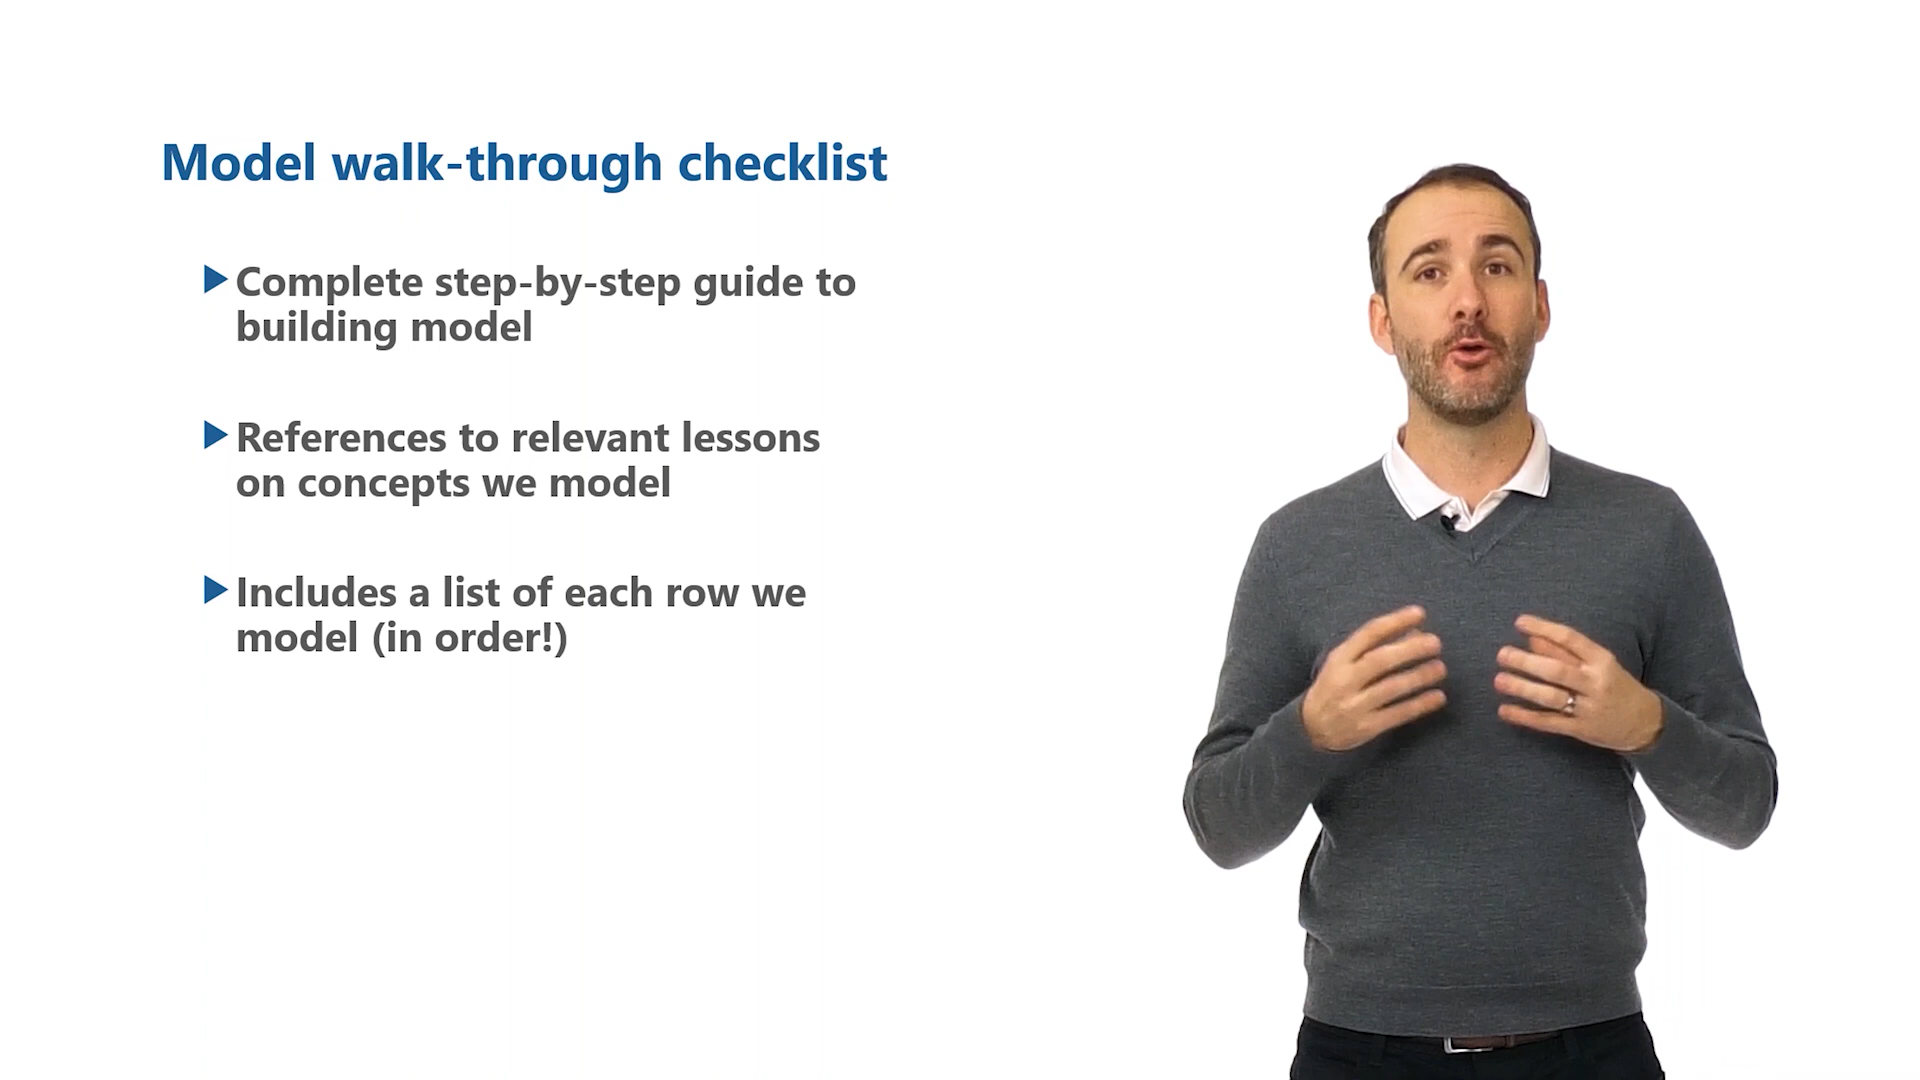 Model walk-through checklist
Complete step-by-step guide to
building model
References to relevant lessons
on concepts we model
Includes a list of each row we
model (in order!)